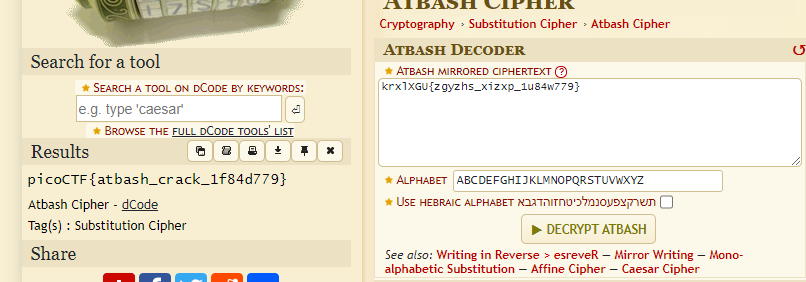 ATBASH CIPHER
Cryptography › Substitution Cipher › Atbash Cipher
Search for a tool
SEARCH A TOOL ON DCODE BY KEYWORDS:
e.g. type 'caesar'
BROWSE THE FULL DCODE TOOLS' LIST
Results
picoCTF{atbash_crack_1f84d779}
Atbash Cipher - dCode
Tag(s) : Substitution Cipher
Share
ATBASH DECODER
ATBASH MIRRORED CIPHERTEXT ?
krxlXGU{zgyzhs_xizxp_1u84w779}
ALPHABET ABCDEFGHIJKLMNOPQRSTUVWXYZ
USE HEBRAIC ALPHABET אבגדהוזחטיכלמנסעפצקרשת
DECRYPT ATBASH
See also: Writing in Reverse > esreveR — Mirror Writing — Mono-
alphabetic Substitution — Affine Cipher — Caesar Cipher